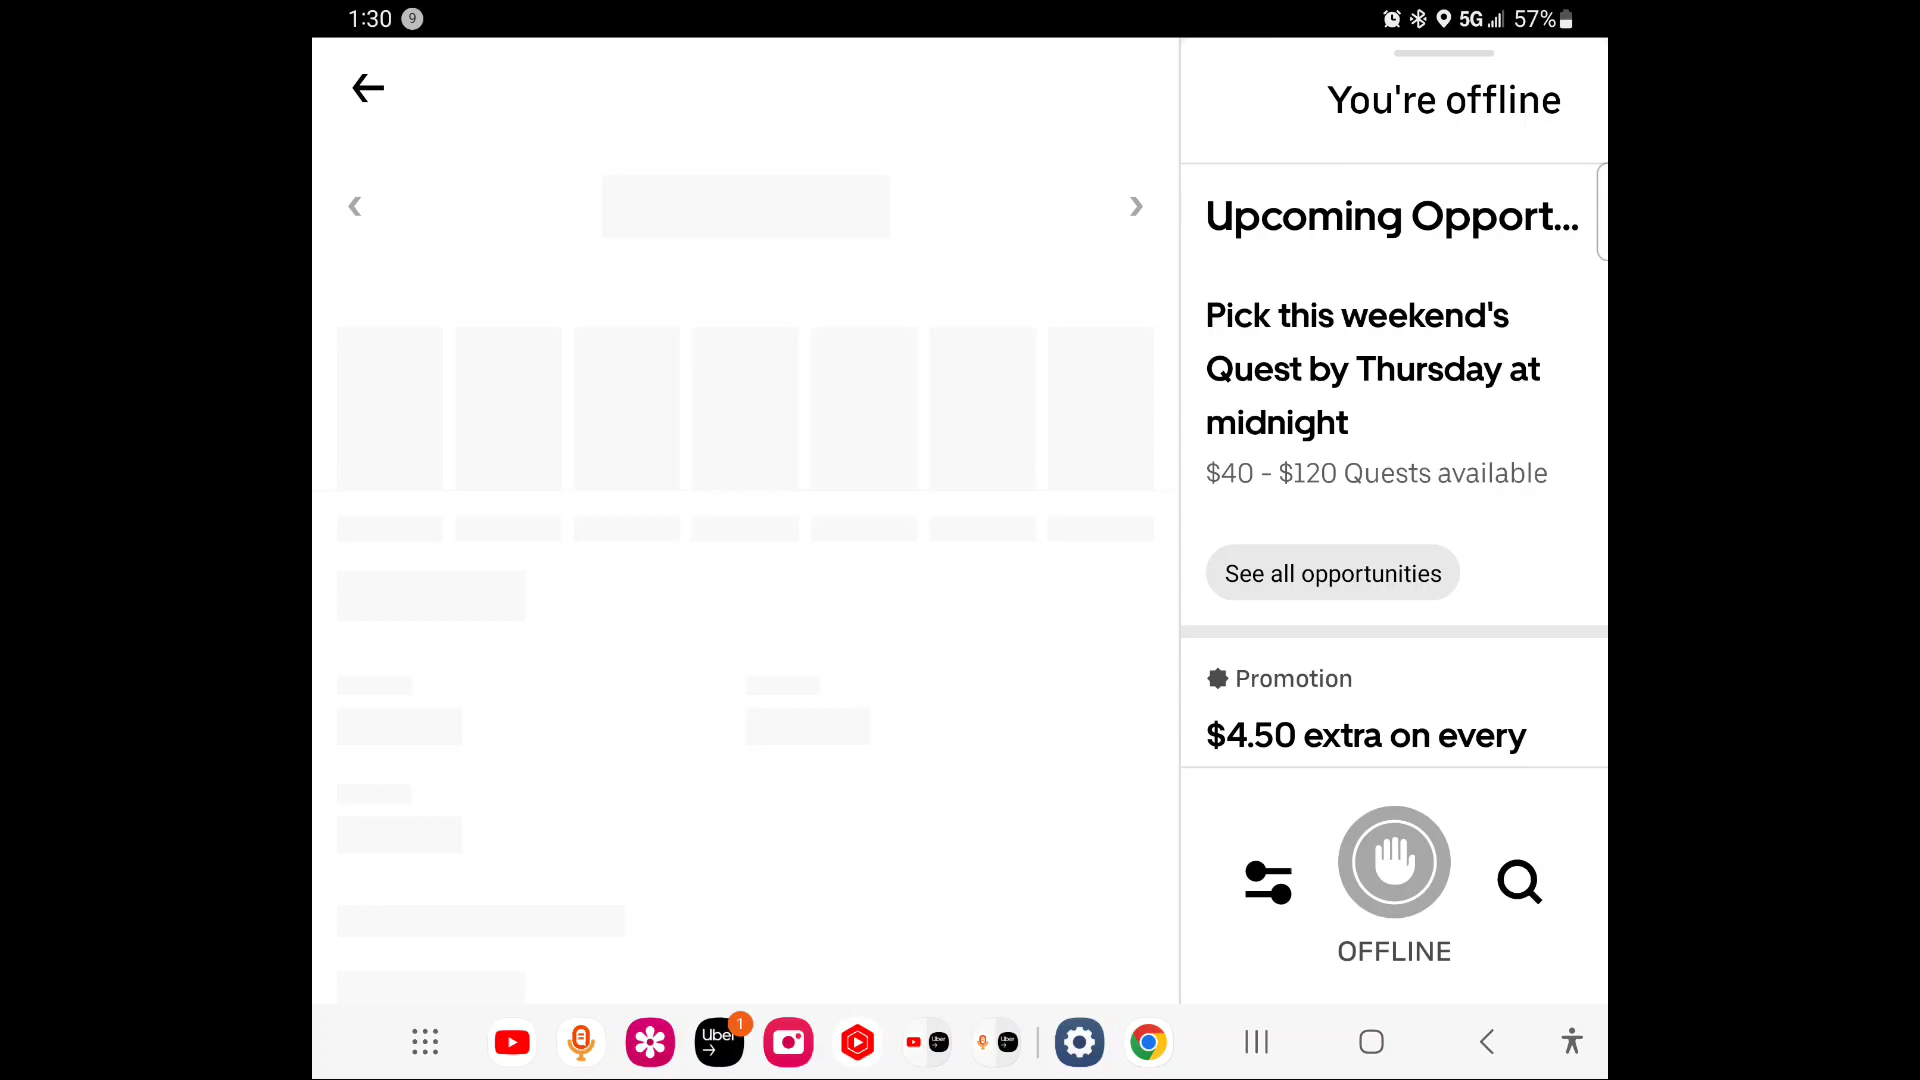 1:30 9
5G 57%
You're offline
Upcoming Opport...
Pick this weekend's
Quest by Thursday at
midnight
$40 - $120 Quests available
See all opportunities
Promotion
$4.50 extra on every
OFFLINE
Uber 1